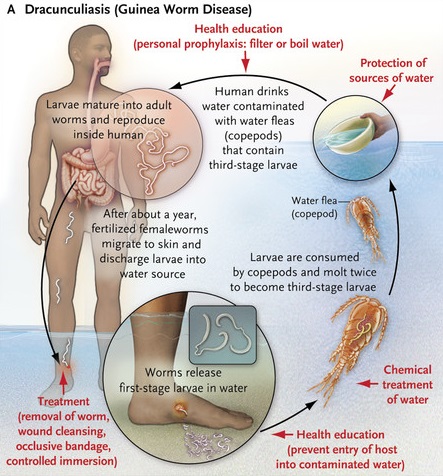 A Dracunculiasis (Guinea Worm Disease)
Health education
(personal prophylaxis: filter or boil water)
Protection of
sources of water
Human drinks
water contaminated
with water fleas
(copepods)
that contain
third-stage larvae
Larvae mature into adult
worms and reproduce
inside human
Water flea
(copepod)
After about a year,
fertilized femaleworms
migrate to skin and
discharge larvae into
water source
Larvae are consumed
by copepods and molt twice
to become third-stage larvae
Worms release
first-stage larvae in water
Chemical
treatment
of water
Treatment
(removal of worm,
wound cleansing,
occlusive bandage,
controlled immersion)
Health education
(prevent entry of host
into contaminated water)